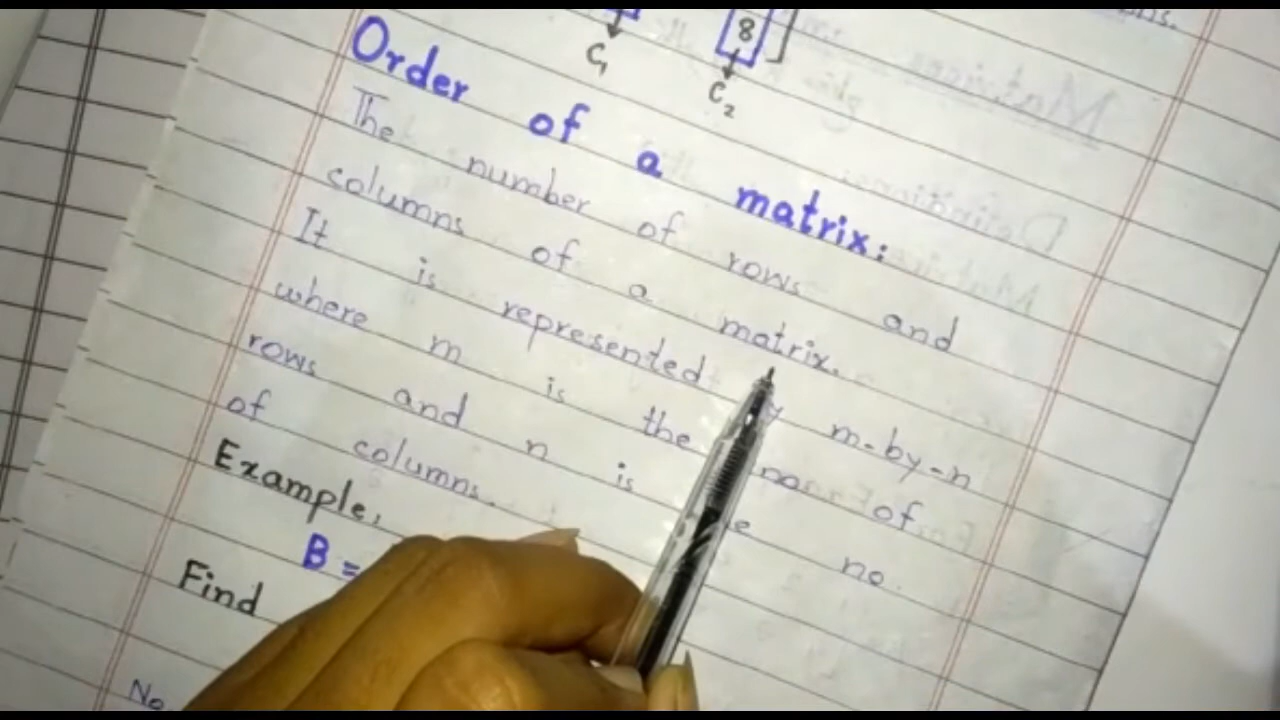 8
C₁
C₂
Order of a matrix:
The number of rows and
columns of a matrix.
It is represented m-by-n
where m is the no of
rows and n is no.
of columns.
Example,
B =
Find
No